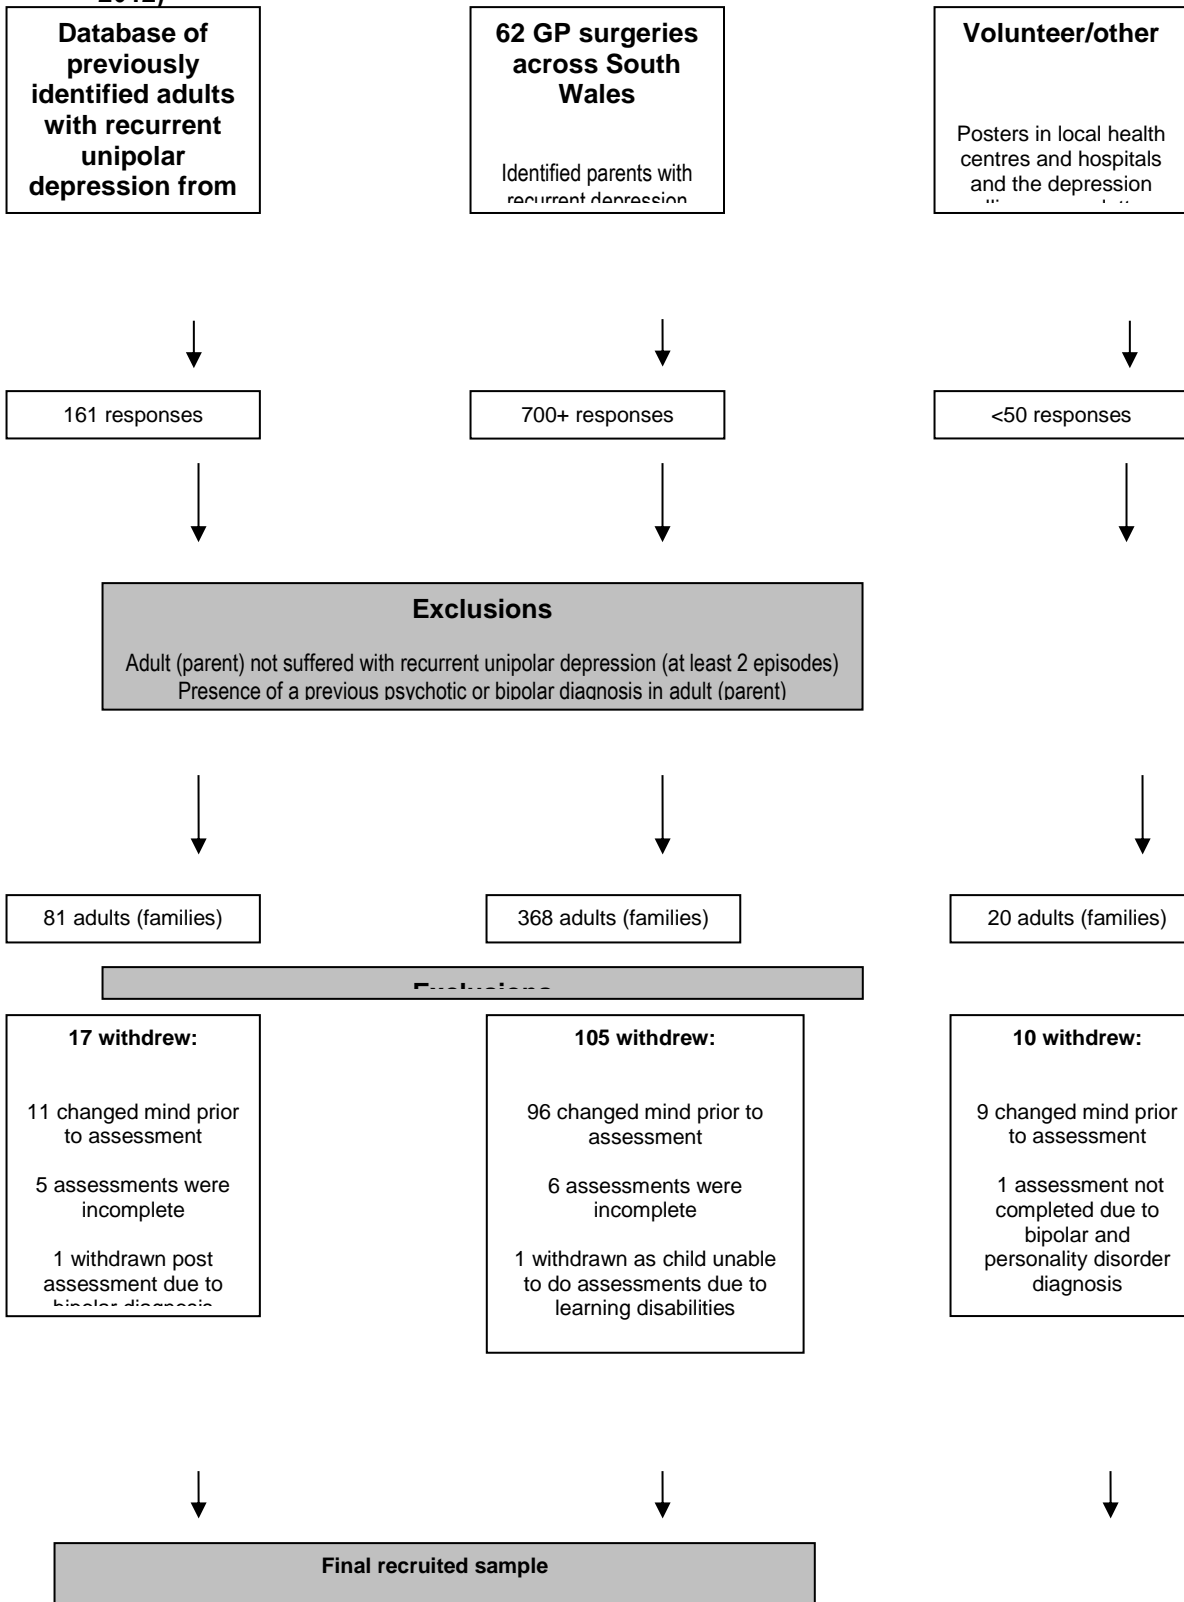 2012)
Database of
previously
identified adults
with recurrent
unipolar
depression from
62 GP surgeries
across South
Wales
Identified parents with
recurrent depression
Volunteer/other
Posters in local health
centres and hospitals
and the depression
161 responses
700+ responses
<50 responses
Exclusions
Adult (parent) not suffered with recurrent unipolar depression (at least 2 episodes)
Presence of a previous psychotic or bipolar diagnosis in adult (parent)
81 adults (families)
368 adults (families)
20 adults (families)
Exclusions
17 withdrew:
11 changed mind prior
to assessment
5 assessments were
incomplete
1 withdrawn post
assessment due to
bipolar diagnosis
105 withdrew:
96 changed mind prior to
assessment
6 assessments were
incomplete
1 withdrawn as child unable
to do assessments due to
learning disabilities
10 withdrew:
9 changed mind prior
to assessment
1 assessment not
completed due to
bipolar and
personality disorder
diagnosis
Final recruited sample